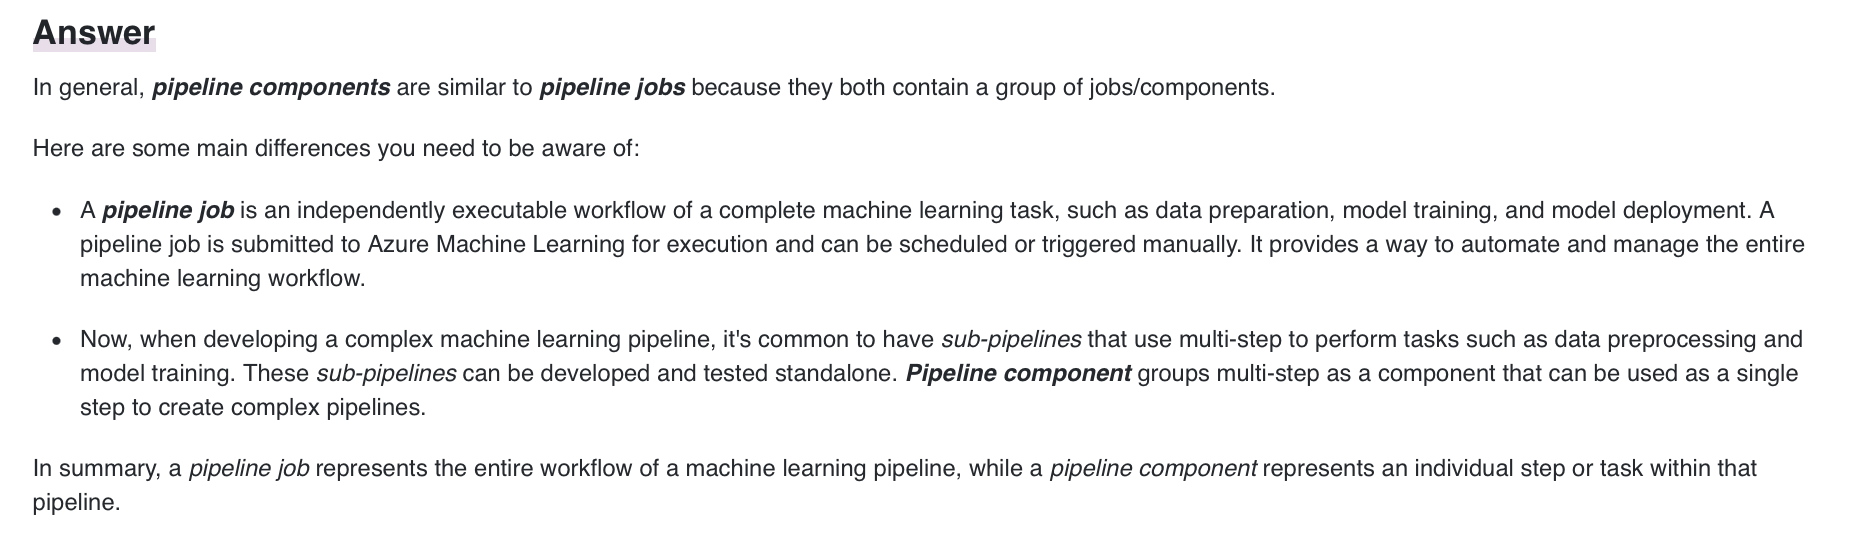 Answer
In general, pipeline components are similar to pipeline jobs because they both contain a group of jobs/components.
Here are some main differences you need to be aware of:
• A pipeline job is an independently executable workflow of a complete machine learning task, such as data preparation, model training, and model deployment. A
pipeline job is submitted to Azure Machine Learning for execution and can be scheduled or triggered manually. It provides a way to automate and manage the entire
machine learning workflow.
• Now, when developing a complex machine learning pipeline, it's common to have sub-pipelines that use multi-step to perform tasks such as data preprocessing and
model training. These sub-pipelines can be developed and tested standalone. Pipeline component groups multi-step as a component that can be used as a single
step to create complex pipelines.
In summary, a pipeline job represents the entire workflow of a machine learning pipeline, while a pipeline component represents an individual step or task within that
pipeline.